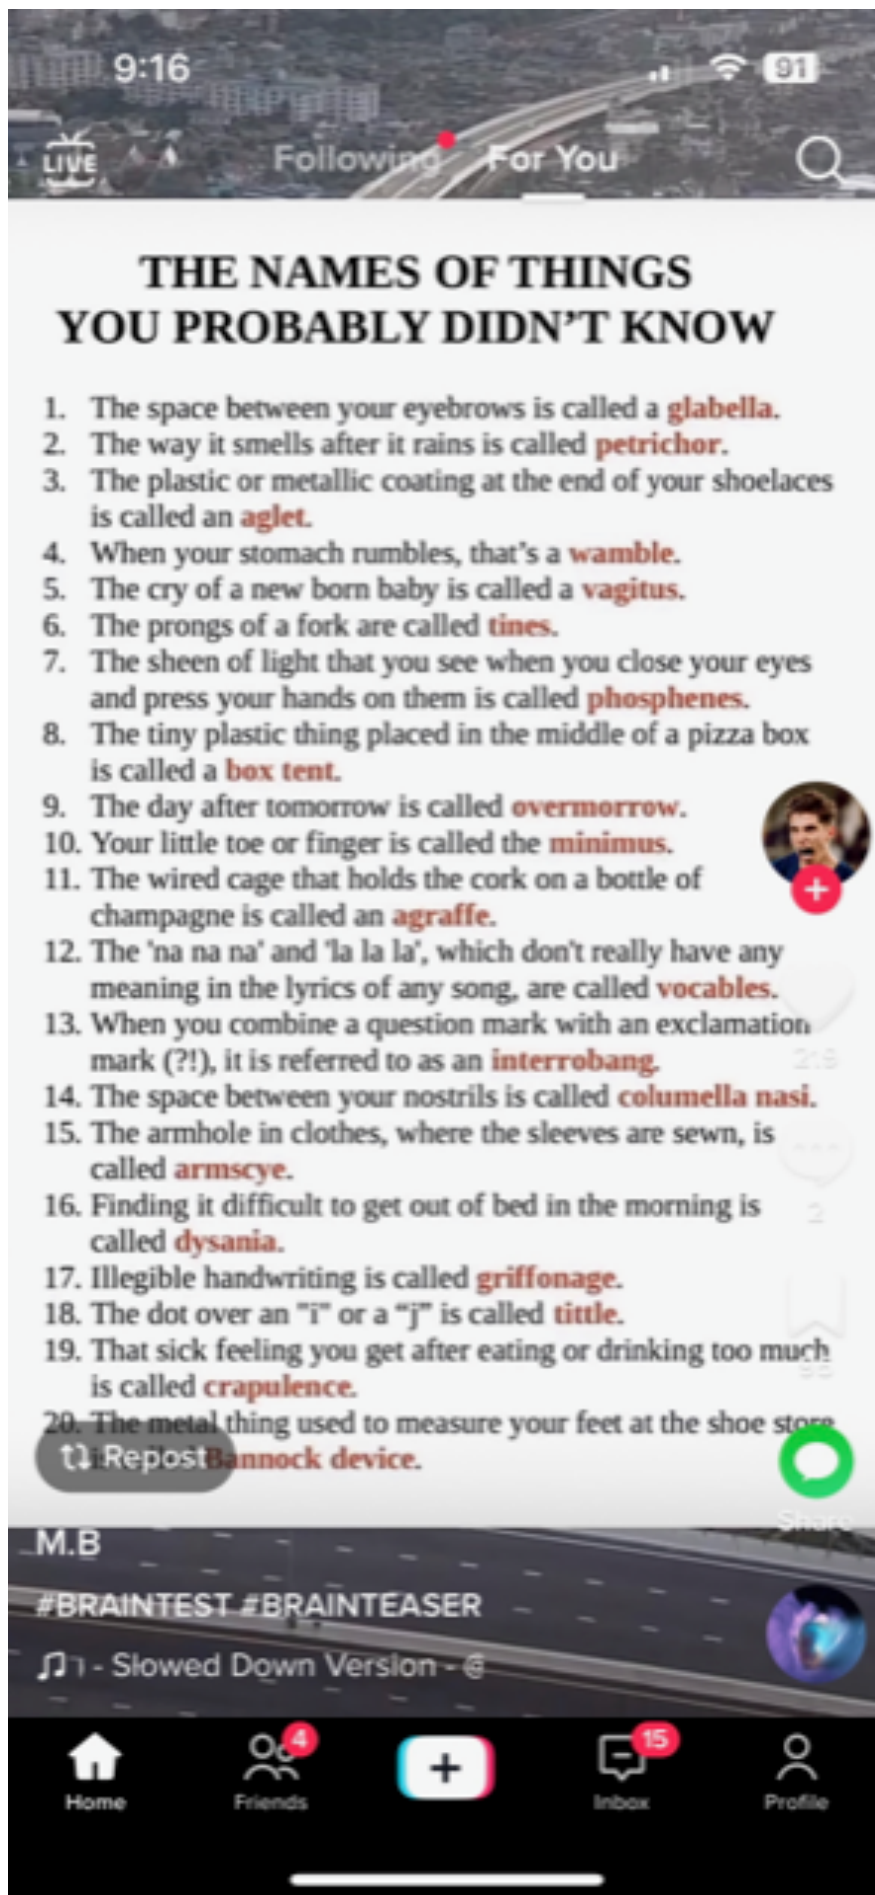 9:16
91
LIVE
Following
For You
THE NAMES OF THINGS
YOU PROBABLY DIDN’T KNOW
1. The space between your eyebrows is called a glabella.
2. The way it smells after it rains is called petrichor.
3. The plastic or metallic coating at the end of your shoelaces
is called an aglet.
4. When your stomach rumbles, that’s a wamble.
5. The cry of a new born baby is called a vagitus.
6. The prongs of a fork are called tines.
7. The sheen of light that you see when you close your eyes
and press your hands on them is called phosphenes.
8. The tiny plastic thing placed in the middle of a pizza box
is called a box tent.
9. The day after tomorrow is called overmorrow.
10. Your little toe or finger is called the minimus.
11. The wired cage that holds the cork on a bottle of
champagne is called an agraffe.
12. The 'na na na' and 'la la la', which don't really have any
meaning in the lyrics of any song, are called vocables.
13. When you combine a question mark with an exclamation
mark (?!), it is referred to as an interrobang.
219
14. The space between your nostrils is called columella nasi.
15. The armhole in clothes, where the sleeves are sewn, is
called armscye.
2
16. Finding it difficult to get out of bed in the morning is
called dysania.
17. Illegible handwriting is called griffonage.
18. The dot over an "i" or a “j” is called tittle.
19. That sick feeling you get after eating or drinking too much
is called crapulence.
20. The metal thing used to measure your feet at the shoe store
Bannock device.
Repost
Share
M.B
#BRAINTEST #BRAINTEASER
- Slowed Down Version - @
4
15
Home
Friends
Inbox
Profile